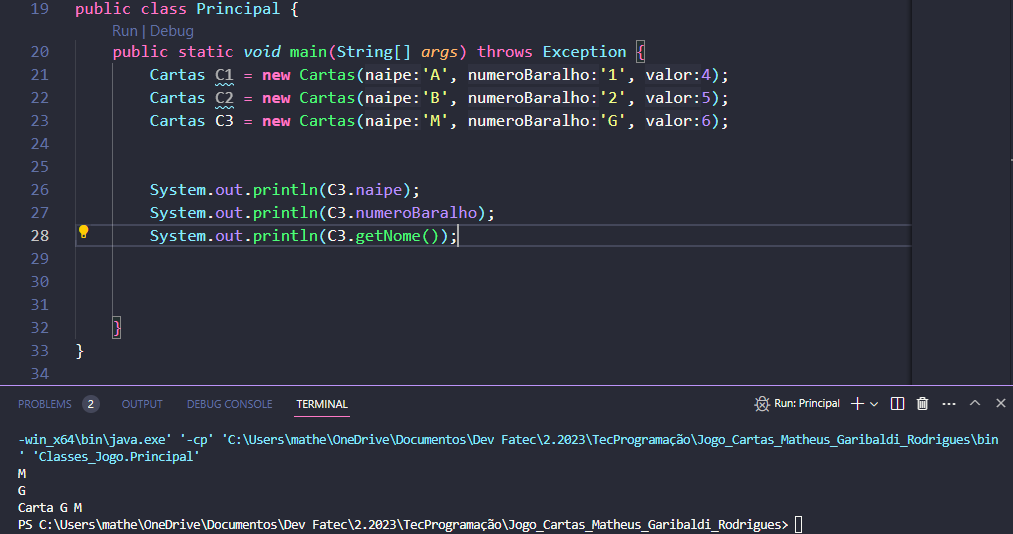 19 public class Principal {
Run | Debug
20 public static void main(String[] args) throws Exception {
21 Cartas C1 = new Cartas(naipe:'A', numeroBaralho:'1', valor:4);
22 Cartas C2 = new Cartas(naipe:'B', numeroBaralho:'2', valor:5);
23 Cartas C3 = new Cartas(naipe:'M', numeroBaralho:'G', valor:6);
24
25
26 System.out.println(C3.naipe);
27 System.out.println(C3.numeroBaralho);
28 System.out.println(C3.getNome());
29
30
31
32 }
33 }
34
PROBLEMS 2 OUTPUT DEBUG CONSOLE TERMINAL Run: Principal
-win_x64\bin\java.exe' '-cp' 'C:\Users\mathe\OneDrive\Documentos\Dev Fatec\2.2023\TecProgramação\Jogo_Cartas_Matheus_Garibaldi_Rodrigues\bin
' 'Classes_Jogo.Principal'
M
G
Carta G M
PS C:\Users\mathe\OneDrive\Documentos\Dev Fatec\2.2023\TecProgramação\Jogo_Cartas_Matheus_Garibaldi_Rodrigues>